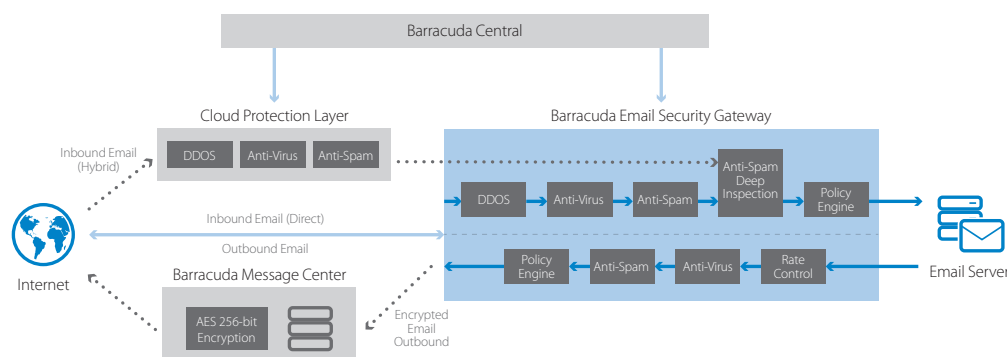 Barracuda Central
Cloud Protection Layer
DDOS
Anti-Virus
Anti-Spam
Inbound Email
(Hybrid)
Barracuda Email Security Gateway
Anti-Spam
Deep
Inspection
DDOS
Anti-Virus
Anti-Spam
Policy
Engine
Inbound Email (Direct)
Outbound Email
Internet
Policy
Engine
Anti-Spam
Anti-Virus
Rate
Control
Email Server
Barracuda Message Center
AES 256-bit
Encryption
Encrypted
Email
Outbound